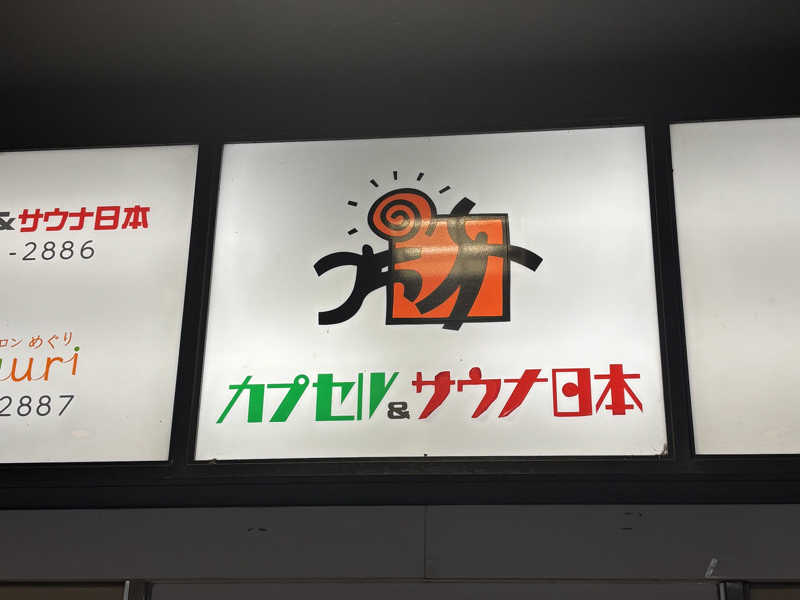 &サウナ日本
-2886
ロン めぐり
uri
2887
カプセル&サウナ日本